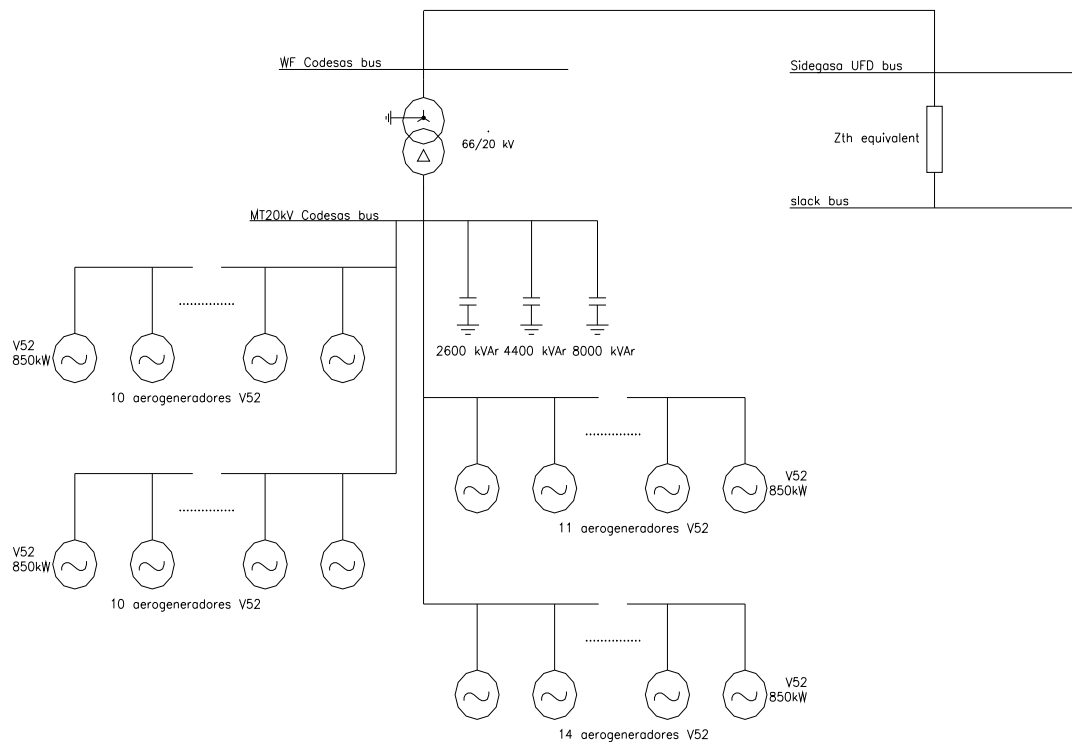 WF Codesas bus
Sidegasa UFD bus
66/20 kV
Zth equivalent
slack bus
MT20kV Codesas bus
2600 kVAr 4400 kVAr 8000 kVAr
V52
850kW
10 aerogeneradores V52
V52
850kW
11 aerogeneradores V52
V52
850kW
10 aerogeneradores V52
V52
850kW
14 aerogeneradores V52